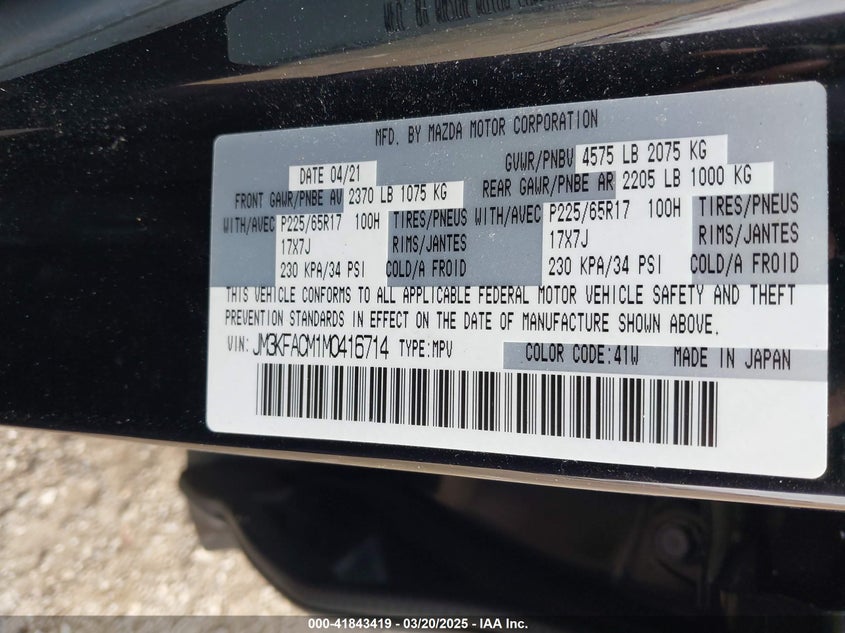 MFD. BY MAZDA MOTOR CORPORATION
DATE 04/21 GVWR/PNBV 4575 LB 2075 KG
FRONT GAWR/PNBE AV 2370 LB 1075 KG REAR GAWR/PNBE AR 2205 LB 1000 KG
WITH/AVEC P225/65R17 100H TIRES/PNEUS WITH/AVEC P225/65R17 100H TIRES/PNEUS
17X7J RIMS/JANTES 17X7J RIMS/JANTES
230 KPA/34 PSI COLD/A FROID 230 KPA/34 PSI COLD/A FROID
THIS VEHICLE CONFORMS TO ALL APPLICABLE FEDERAL MOTOR VEHICLE SAFETY AND THEFT
PREVENTION STANDARDS IN EFFECT ON THE DATE OF MANUFACTURE SHOWN ABOVE.
VIN: JM3KFACM1M0416714 TYPE:MPV COLOR CODE:41W MADE IN JAPAN
000-41843419 - 03/20/2025 - IAA Inc.